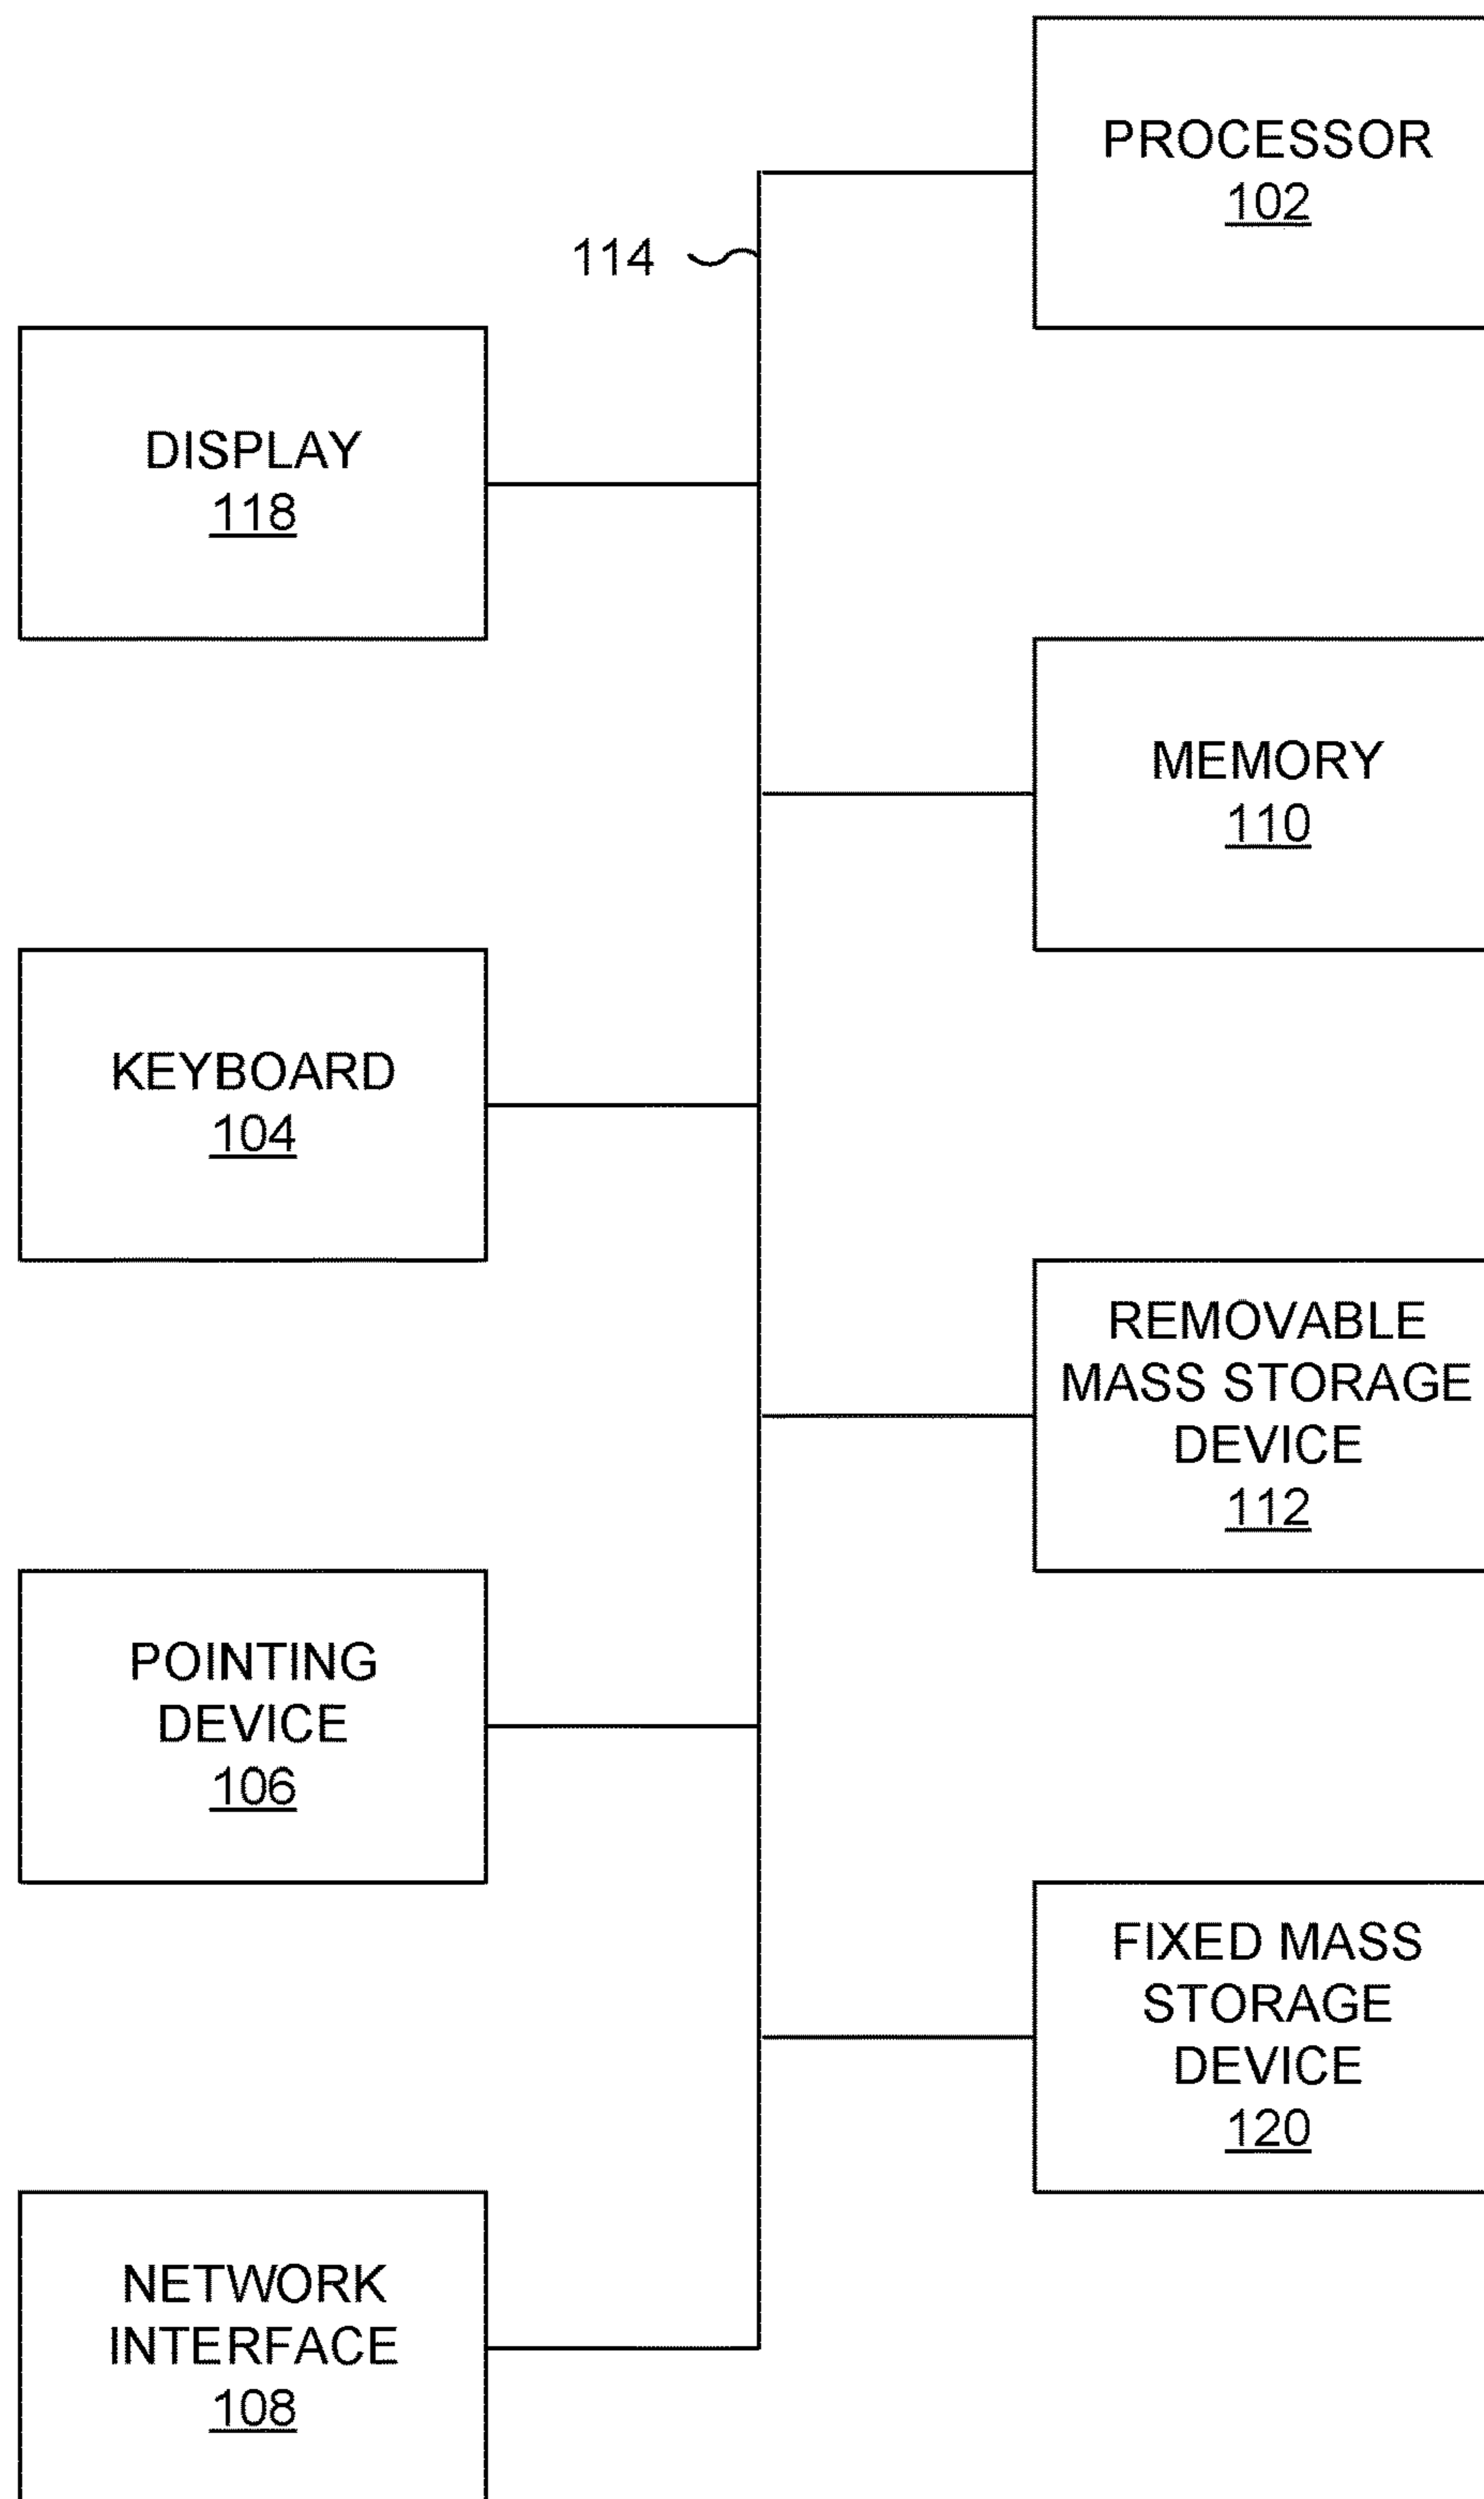 PROCESSOR
102
114
DISPLAY
118
MEMORY
110
KEYBOARD
104
REMOVABLE
MASS STORAGE
DEVICE
112
POINTING
DEVICE
106
FIXED MASS
STORAGE
DEVICE
120
NETWORK
INTERFACE
108